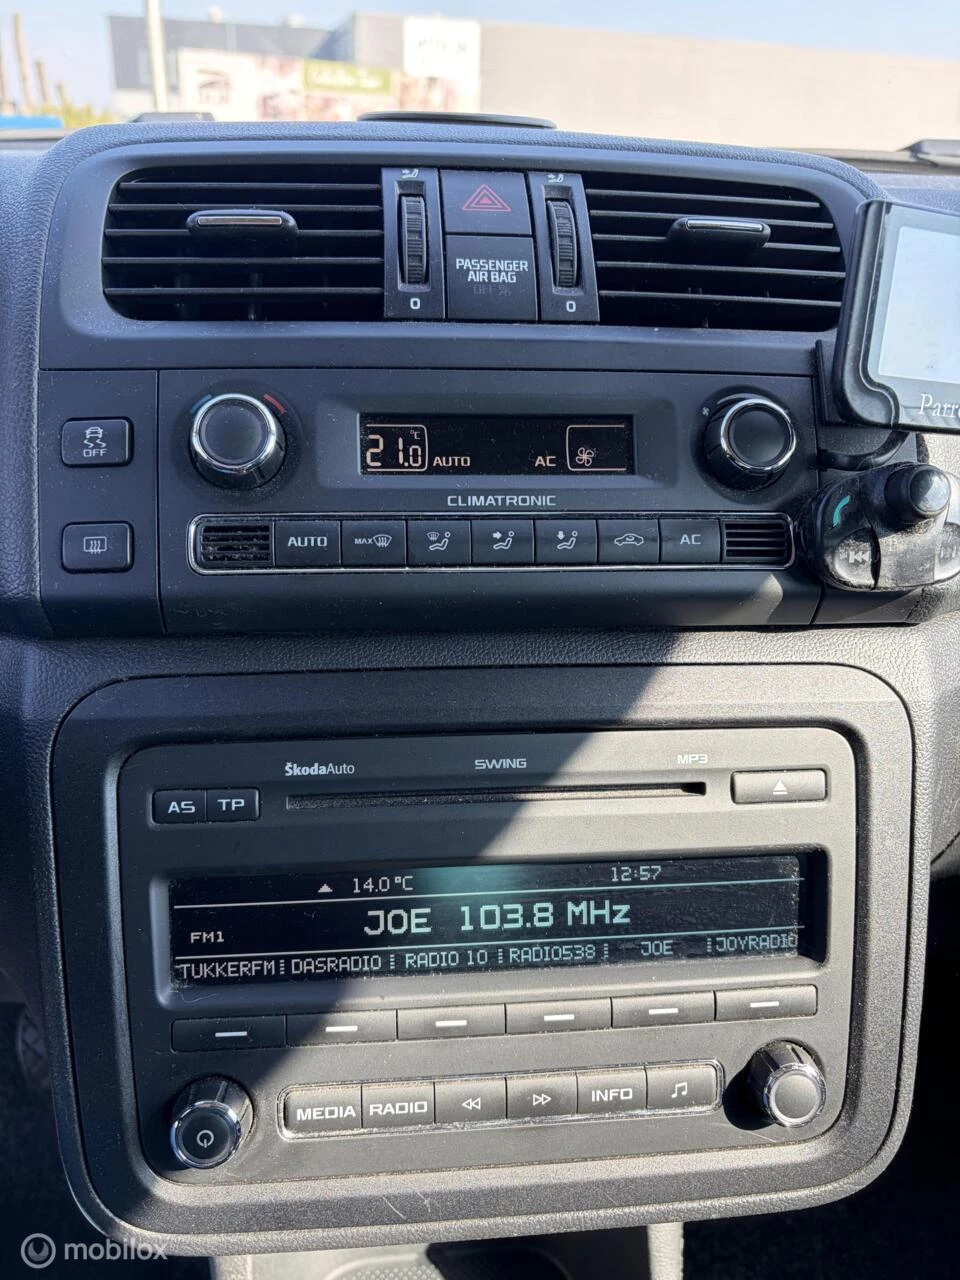 PASSENGER
AIR BAG
OFF
0
0
Parro
OFF
21.0 °C AUTO AC
CLIMATRONIC
AUTO MAX AC
ŠkodaAuto SWING MP3
AS TP
14.0°C 12:57
JOE 103.8 MHz
FM1
TUKKERFM DASRADIO RADIO 10 RADIO538 JOE JOYRADIO
MEDIA RADIO INFO
mobilox